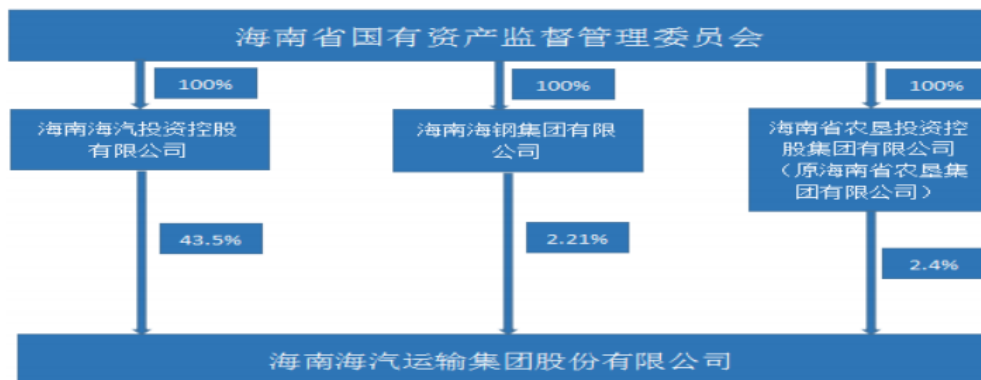 海南省国有资产监督管理委员会
100%
100%
100%
海南海汽投资控股
有限公司
海南海钢集团有限
公司
海南省农垦投资控
股集团有限公司
（原海南省农垦集
团有限公司）
43.5%
2.21%
2.4%
海南海汽运输集团股份有限公司